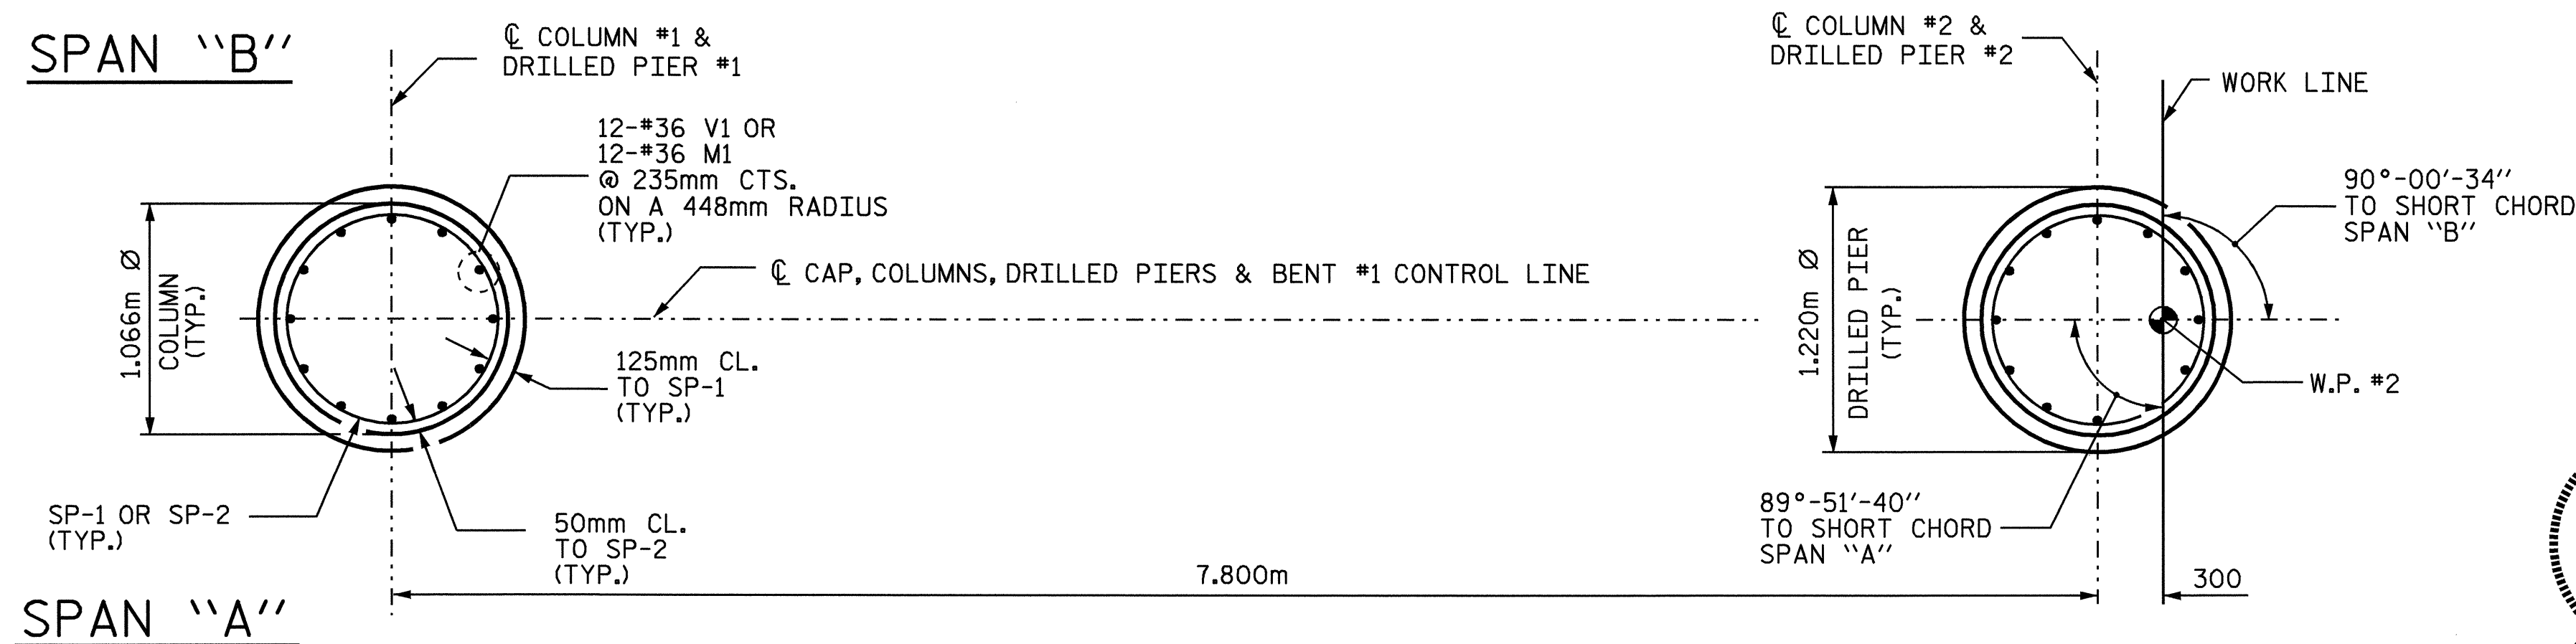 SPAN "B"
℄ COLUMN #1 &
DRILLED PIER #1
12-#36 V1 OR
12-#36 M1
@ 235mm CTS.
ON A 448mm RADIUS
(TYP.)
℄ COLUMN #2 &
DRILLED PIER #2
WORK LINE
90°-00'-34"
TO SHORT CHORD
SPAN "B"
1.066m Ø
COLUMN
(TYP.)
℄ CAP, COLUMNS, DRILLED PIERS & BENT #1 CONTROL LINE
1.220m Ø
DRILLED PIER
(TYP.)
125mm CL.
TO SP-1
(TYP.)
W.P. #2
SP-1 OR SP-2
(TYP.)
50mm CL.
TO SP-2
(TYP.)
89°-51'-40"
TO SHORT CHORD
SPAN "A"
7.800m
300
SPAN "A"